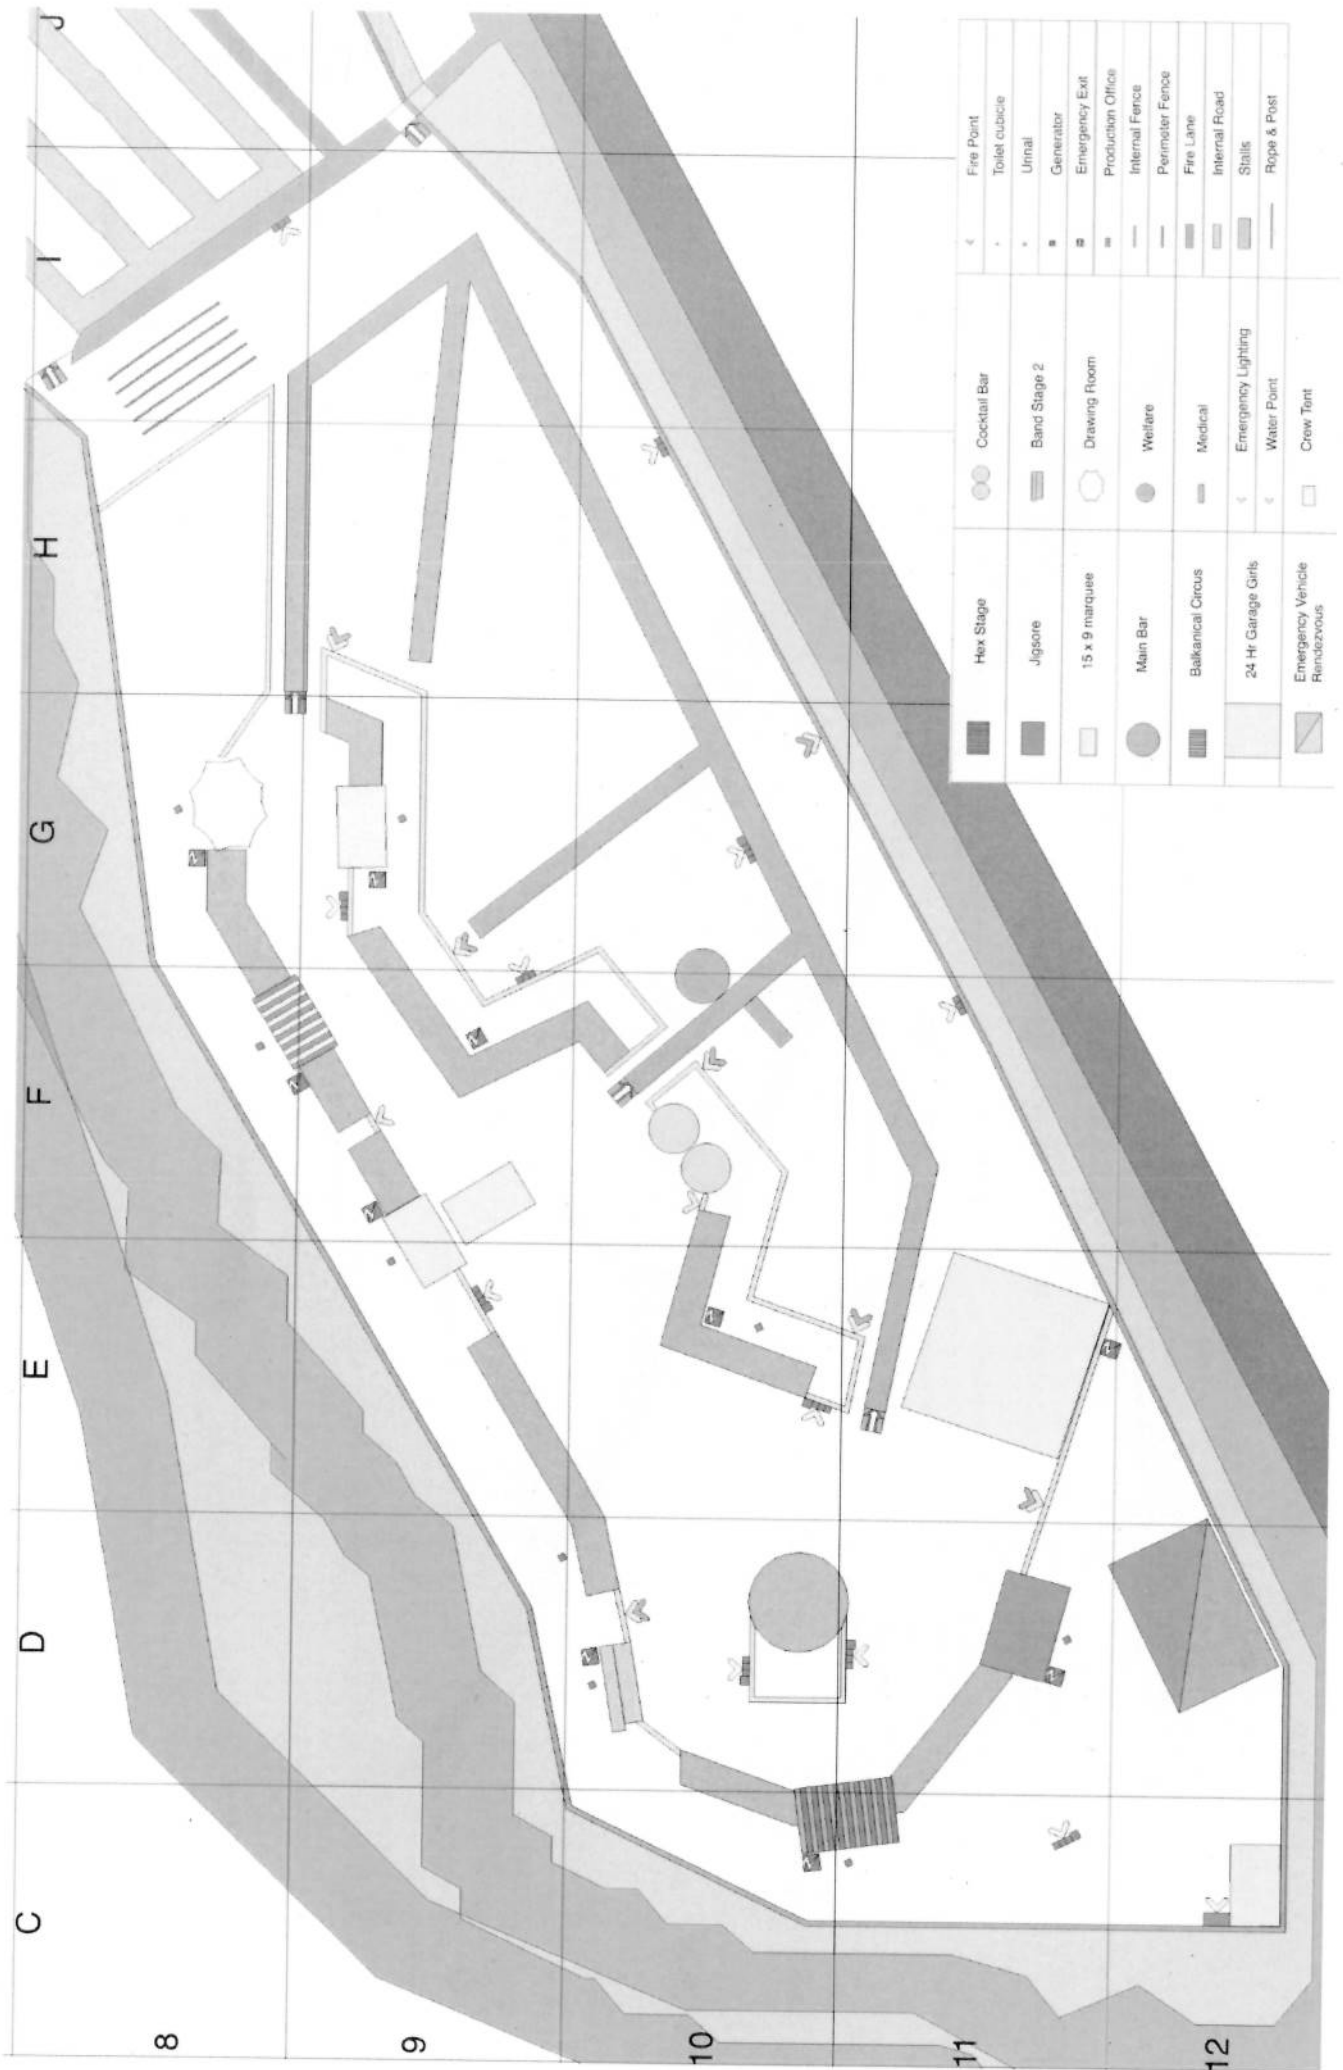 C
D
E
F
G
H
I
J
8
9
10
11
12
Hex Stage
Jigsore
15 x 9 marquee
Main Bar
Balkanical Circus
24 Hr Garage Girls
Emergency Vehicle
Rendezvous
Cocktail Bar
Band Stage 2
Drawing Room
Welfare
Medical
Emergency Lighting
Water Point
Crew Tent
Fire Point
Toilet cubicle
Urinal
Generator
Emergency Exit
Production Office
Internal Fence
Perimeter Fence
Fire Lane
Internal Road
Stalls
Rope & Post